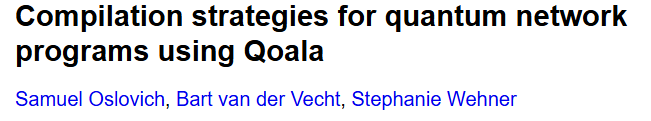 Compilation strategies for quantum network
programs using Qoala
Samuel Oslovich, Bart van der Vecht, Stephanie Wehner